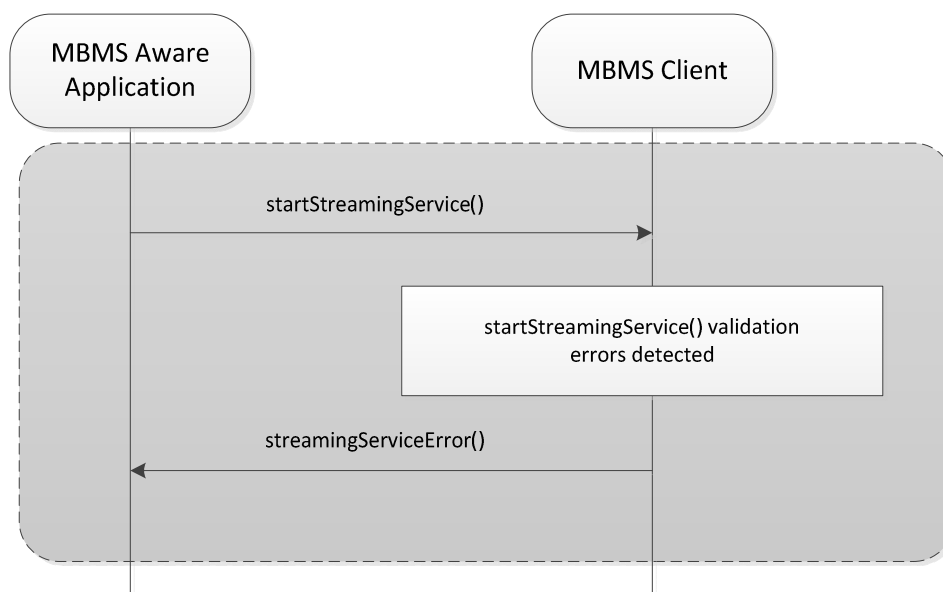 MBMS Aware
Application
MBMS Client
startStreamingService()
startStreamingService() validation
errors detected
streamingServiceError()